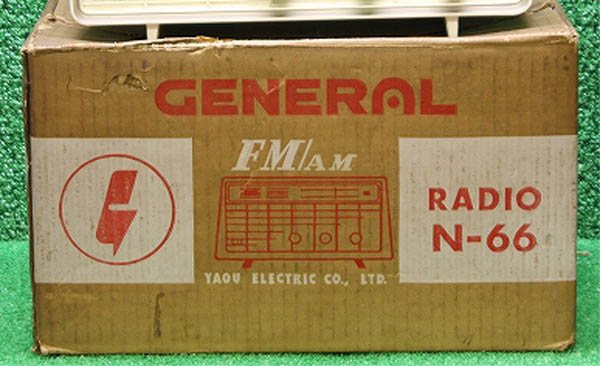 GENERAL
FM/AM
RADIO
N-66
YAOU ELECTRIC CO., LTD.